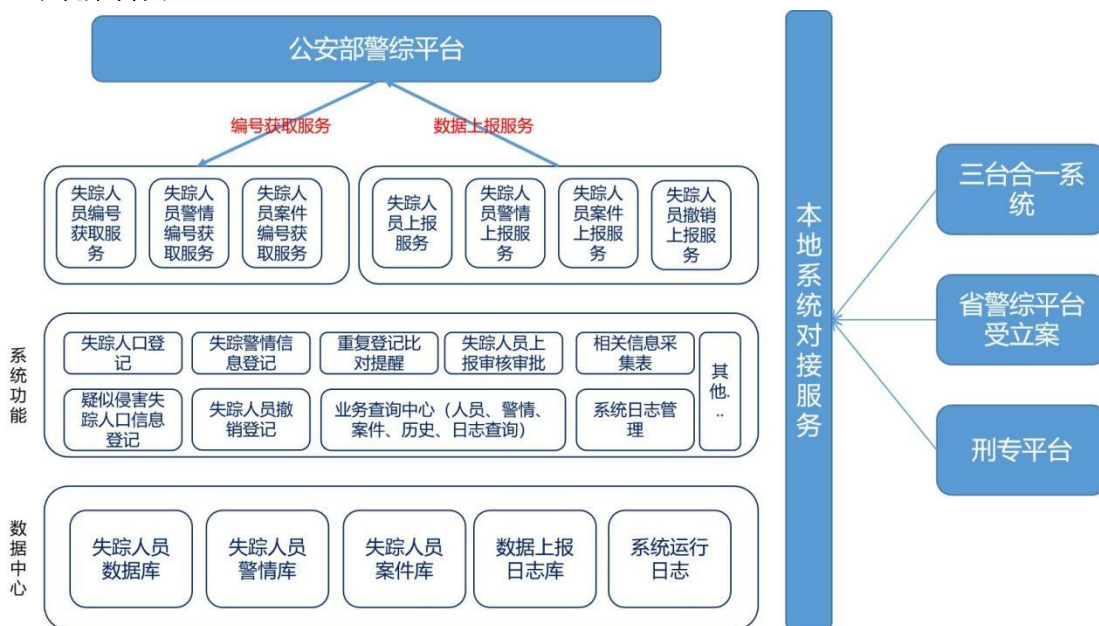 公安部警综平台
编号获取服务
数据上报服务
失踪人
员编号
获取服
务
失踪人
员警情
编号获
取服务
失踪人
员案件
编号获
取服务
失踪人
员上报
服务
失踪人
员警情
上报服
务
失踪人
员案件
上报服
务
失踪人
员撤销
上报服
务
系
统
功
能
失踪人口登
记
失踪警情信
息登记
重复登记比
对提醒
失踪人员上
报审核审批
相关信息采
集表
其
他.
..
疑似侵害失
踪人口信息
登记
失踪人员撤
销登记
业务查询中心（人员、警情、
案件、历史、日志查询）
系统日志管
理
数
据
中
心
失踪人员
数据库
失踪人员
警情库
失踪人员
案件库
数据上报
日志库
系统运行
日志
本
地
系
统
对
接
服
务
三台合一系
统
省警综平台
受立案
刑专平台